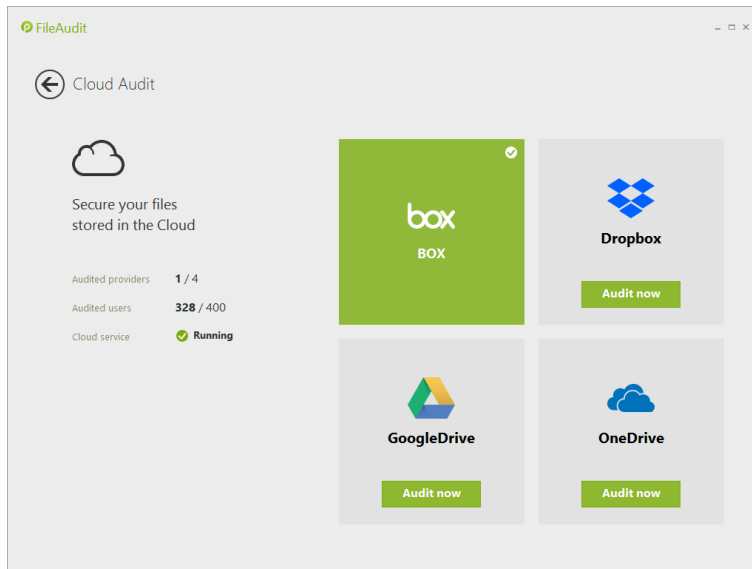 FileAudit
Cloud Audit
Secure your files
stored in the Cloud
Audited providers 1 / 4
Audited users 328 / 400
Cloud service Running
box
BOX
Dropbox
Audit now
GoogleDrive
Audit now
OneDrive
Audit now